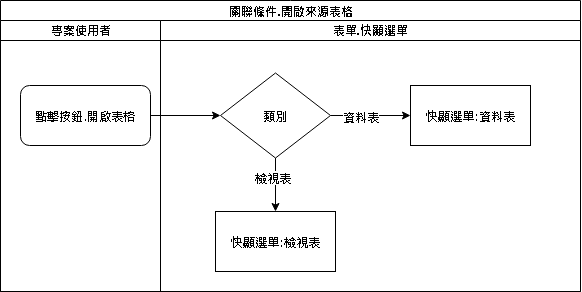 關聯條件.開啟來源表格
專案使用者
表單.快顯選單
點擊按鈕.開啟表格
類別
資料表
快顯選單:資料表
檢視表
快顯選單:檢視表